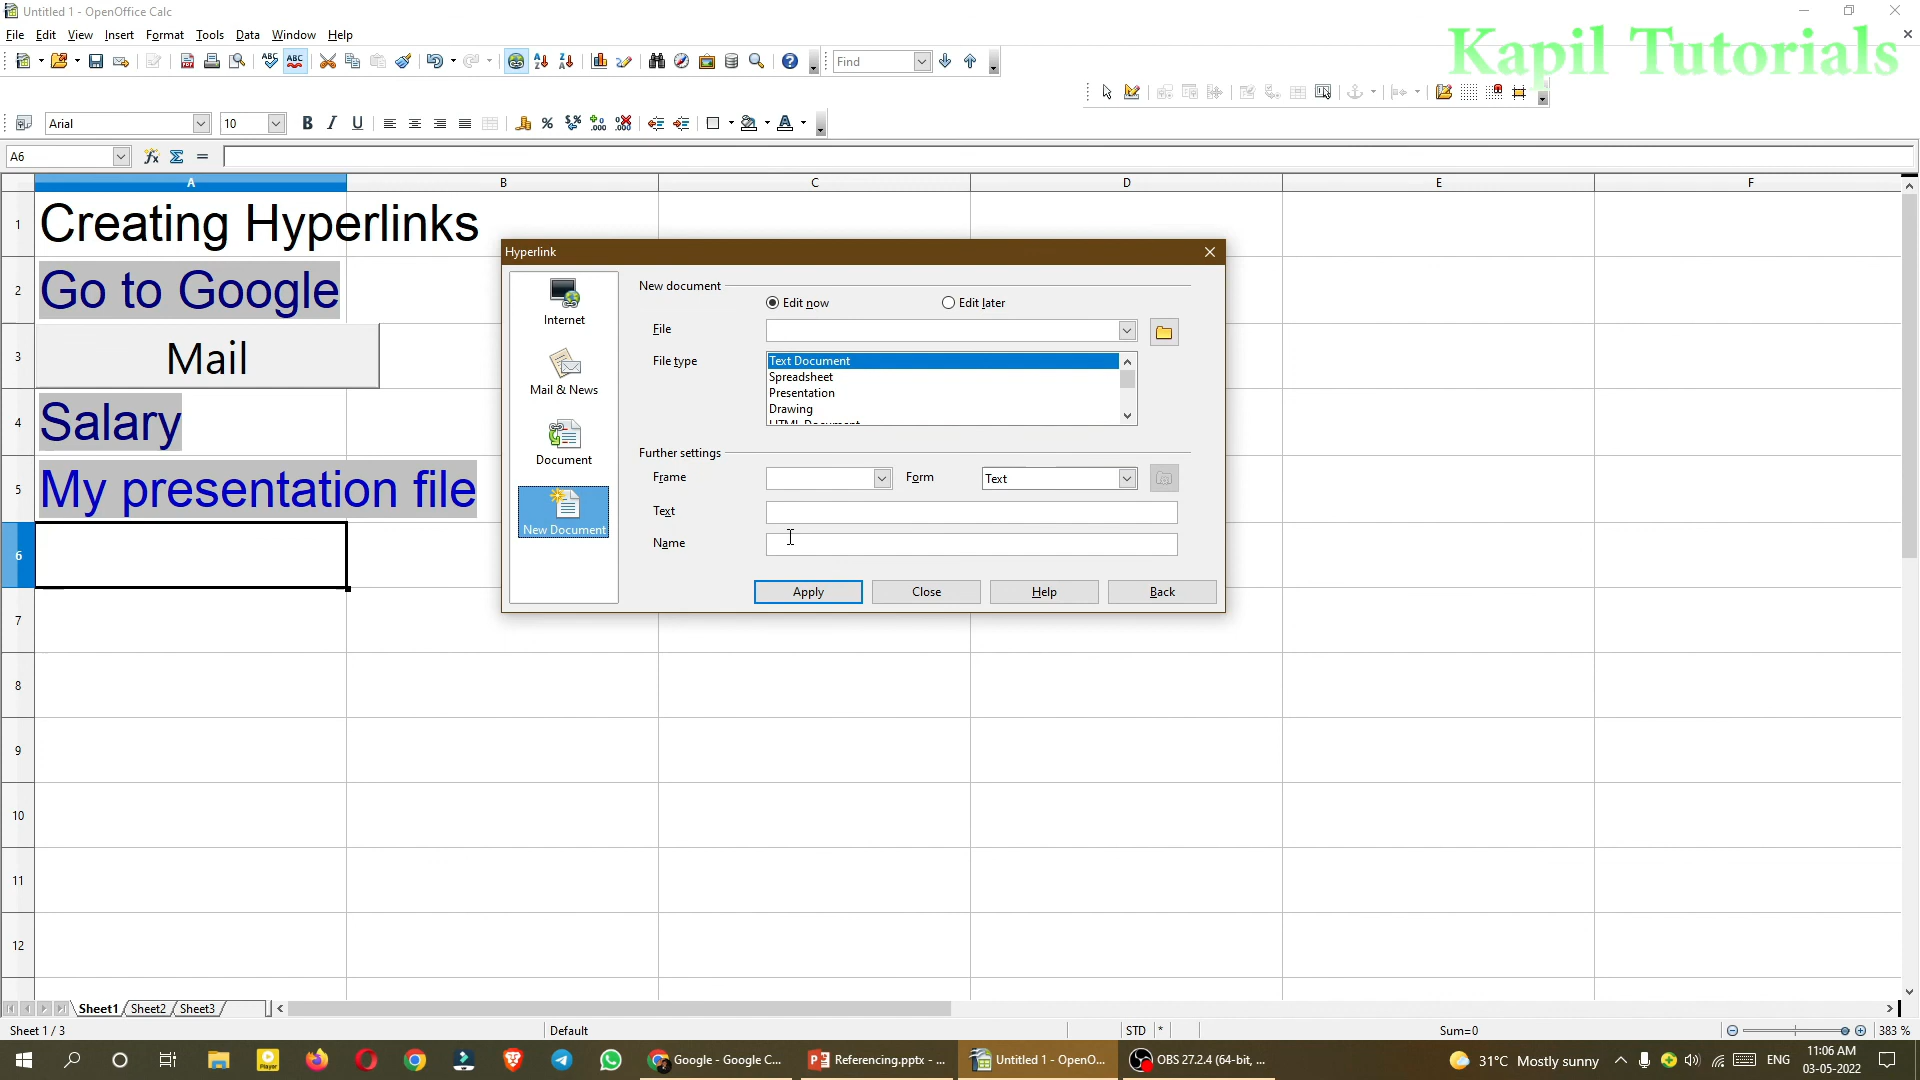 Untitled 1 - OpenOffice Calc
File Edit View Insert Format Tools Data Window Help
Kapil Tutorials
Find
Arial 10
A6
A B C D E F
1 Creating Hyperlinks
2 Go to Google
3 Mail
4 Salary
5 My presentation file
6
7
8
9
10
11
12
Hyperlink
Internet
Mail & News
Document
New Document
New document
Edit now Edit later
File
File type
Text Document
Spreadsheet
Presentation
Drawing
HTML Document
Further settings
Frame Form Text
Text
Name
Apply Close Help Back
Sheet1 Sheet2 Sheet3
Sheet 1 / 3 Default STD * Sum=0 383 %
Google - Google C... Referencing.pptx - ... Untitled 1 - OpenO... OBS 27.2.4 (64-bit, ... 31°C Mostly sunny ENG 11:06 AM
03-05-2022